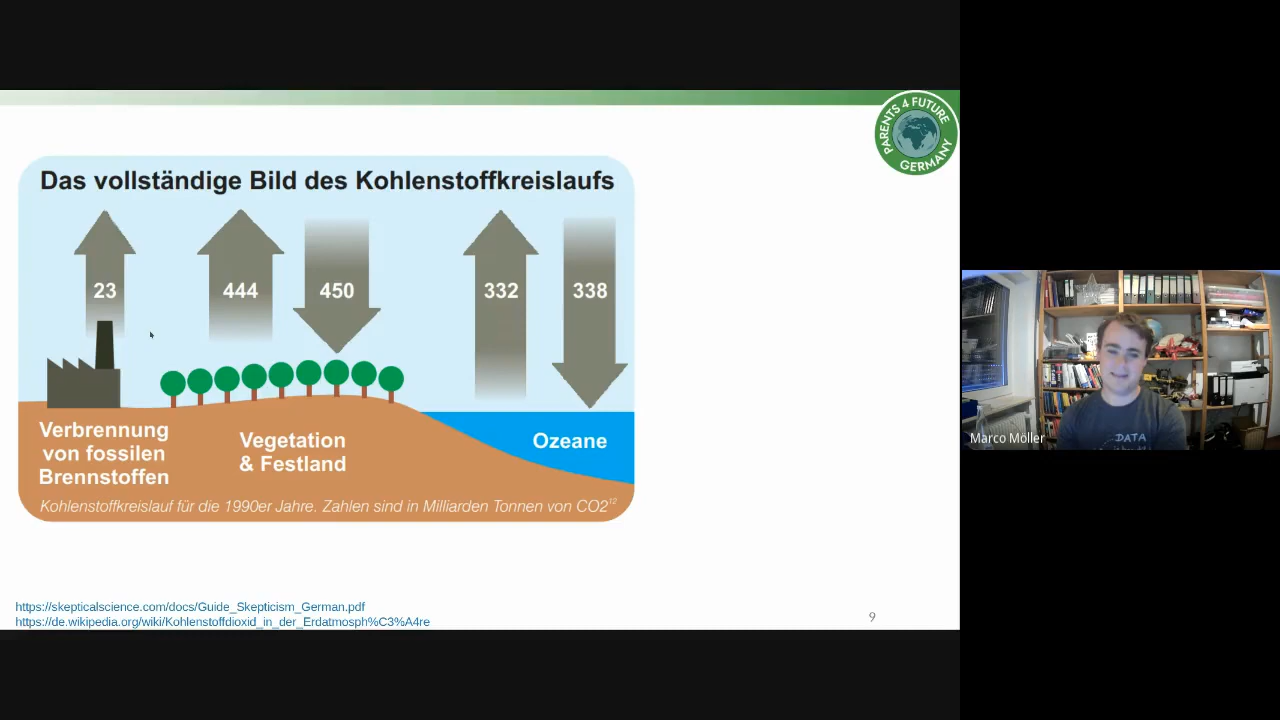 PARENTS 4 FUTURE
GERMANY
Das vollständige Bild des Kohlenstoffkreislaufs
23
444
450
332
338
Verbrennung
von fossilen
Brennstoffen
Vegetation
& Festland
Ozeane
Kohlenstoffkreislauf für die 1990er Jahre. Zahlen sind in Milliarden Tonnen von CO2¹²
https://skepticalscience.com/docs/Guide_Skepticism_German.pdf
https://de.wikipedia.org/wiki/Kohlenstoffdioxid_in_der_Erdatmosph%C3%A4re
9
Marco Möller
DATA